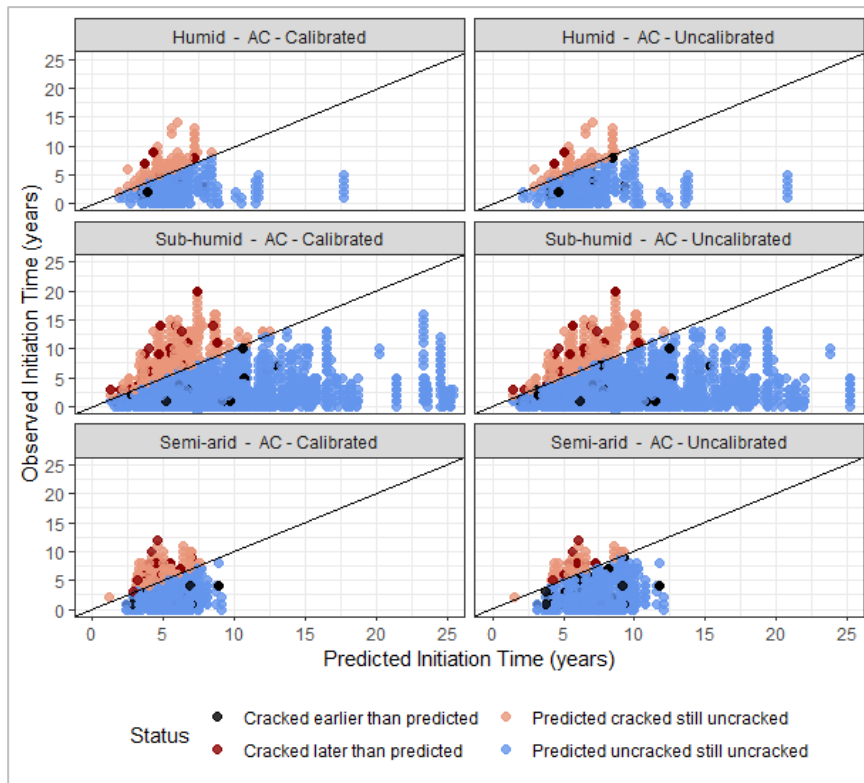 Humid - AC - Calibrated
Humid - AC - Uncalibrated
25
20
15
10
5
0
Sub-humid - AC - Calibrated
Sub-humid - AC - Uncalibrated
25
20
15
10
5
0
Semi-arid - AC - Calibrated
Semi-arid - AC - Uncalibrated
25
20
15
10
5
0
Observed Initiation Time (years)
0 5 10 15 20 25 0 5 10 15 20 25
Predicted Initiation Time (years)
Status
Cracked earlier than predicted
Predicted cracked still uncracked
Cracked later than predicted
Predicted uncracked still uncracked